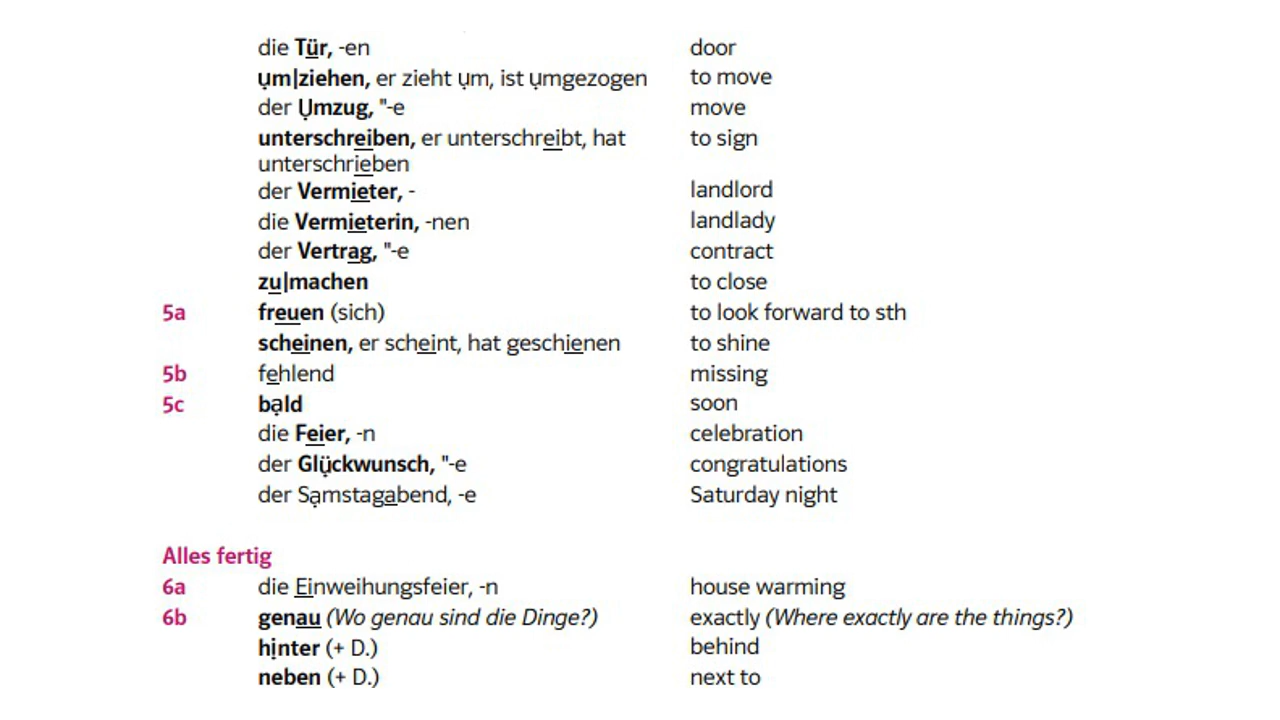 die Tür, -en door
um|ziehen, er zieht um, ist umgezogen to move
der Umzug, "-e move
unterschreiben, er unterschreibt, hat to sign
unterschrieben
der Vermieter, - landlord
die Vermieterin, -nen landlady
der Vertrag, "-e contract
zu|machen to close
5a freuen (sich) to look forward to sth
scheinen, er scheint, hat geschienen to shine
5b fehlend missing
5c bald soon
die Feier, -n celebration
der Glückwunsch, "-e congratulations
der Samstagabend, -e Saturday night
Alles fertig
6a die Einweihungsfeier, -n house warming
6b genau (Wo genau sind die Dinge?) exactly (Where exactly are the things?)
hinter (+ D.) behind
neben (+ D.) next to